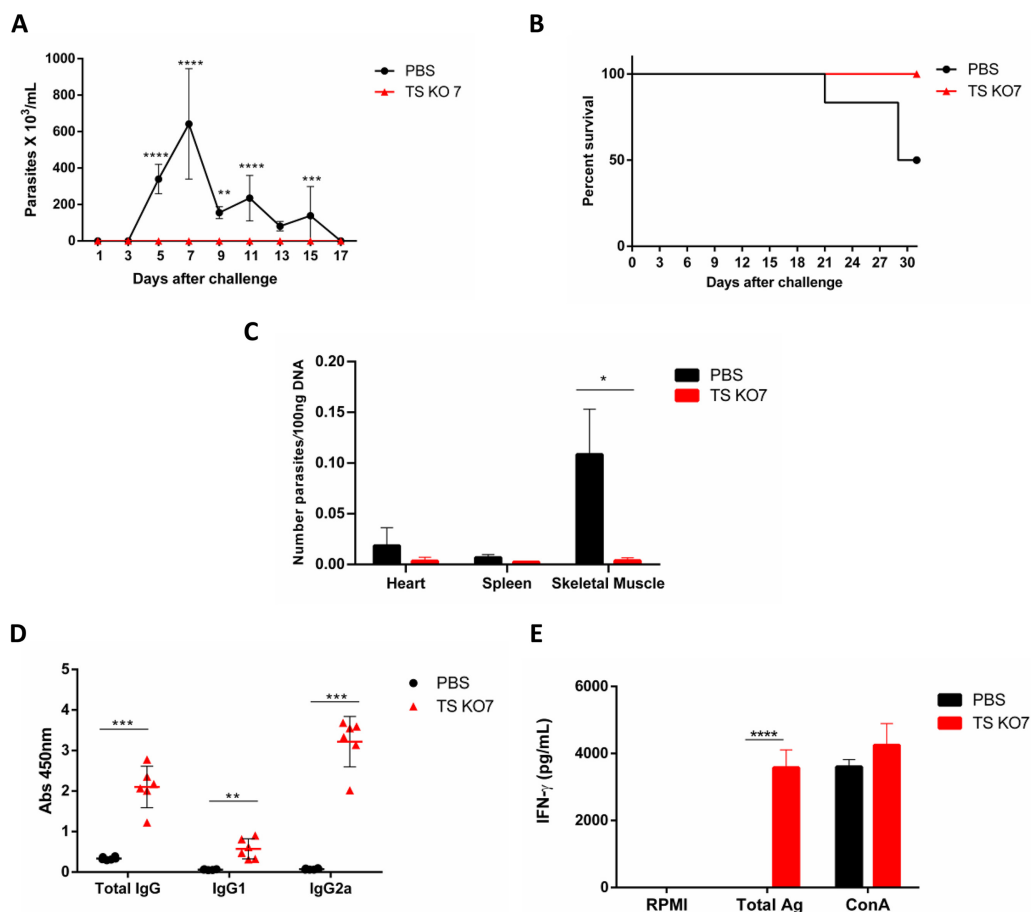 A
1000
800
600
400
200
0
Parasites X 10³/mL
****
****
**
****
***
1 3 5 7 9 11 13 15 17
Days after challenge
PBS
TS KO 7
B
100
50
0
Percent survival
0 3 6 9 12 15 18 21 24 27 30
Days after challenge
PBS
TS KO7
C
0.20
0.15
0.10
0.05
0.00
Number parasites/100ng DNA
*
Heart Spleen Skeletal Muscle
PBS
TS KO7
D
5
4
3
2
1
0
Abs 450nm
***
**
***
Total IgG IgG1 IgG2a
PBS
TS KO7
E
6000
4000
2000
0
IFN-γ (pg/mL)
****
RPMI Total Ag ConA
PBS
TS KO7